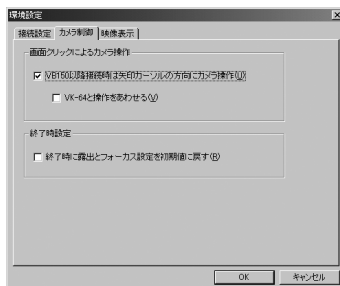 環境設定
接続設定 カメラ制御 映像表示
画面クリックによるカメラ操作
VB150以降接続時は矢印カーソルの方向にカメラ操作(U)
VK-64と操作をあわせる(V)
終了時設定
終了時に露出とフォーカス設定を初期値に戻す(R)
OK キャンセル